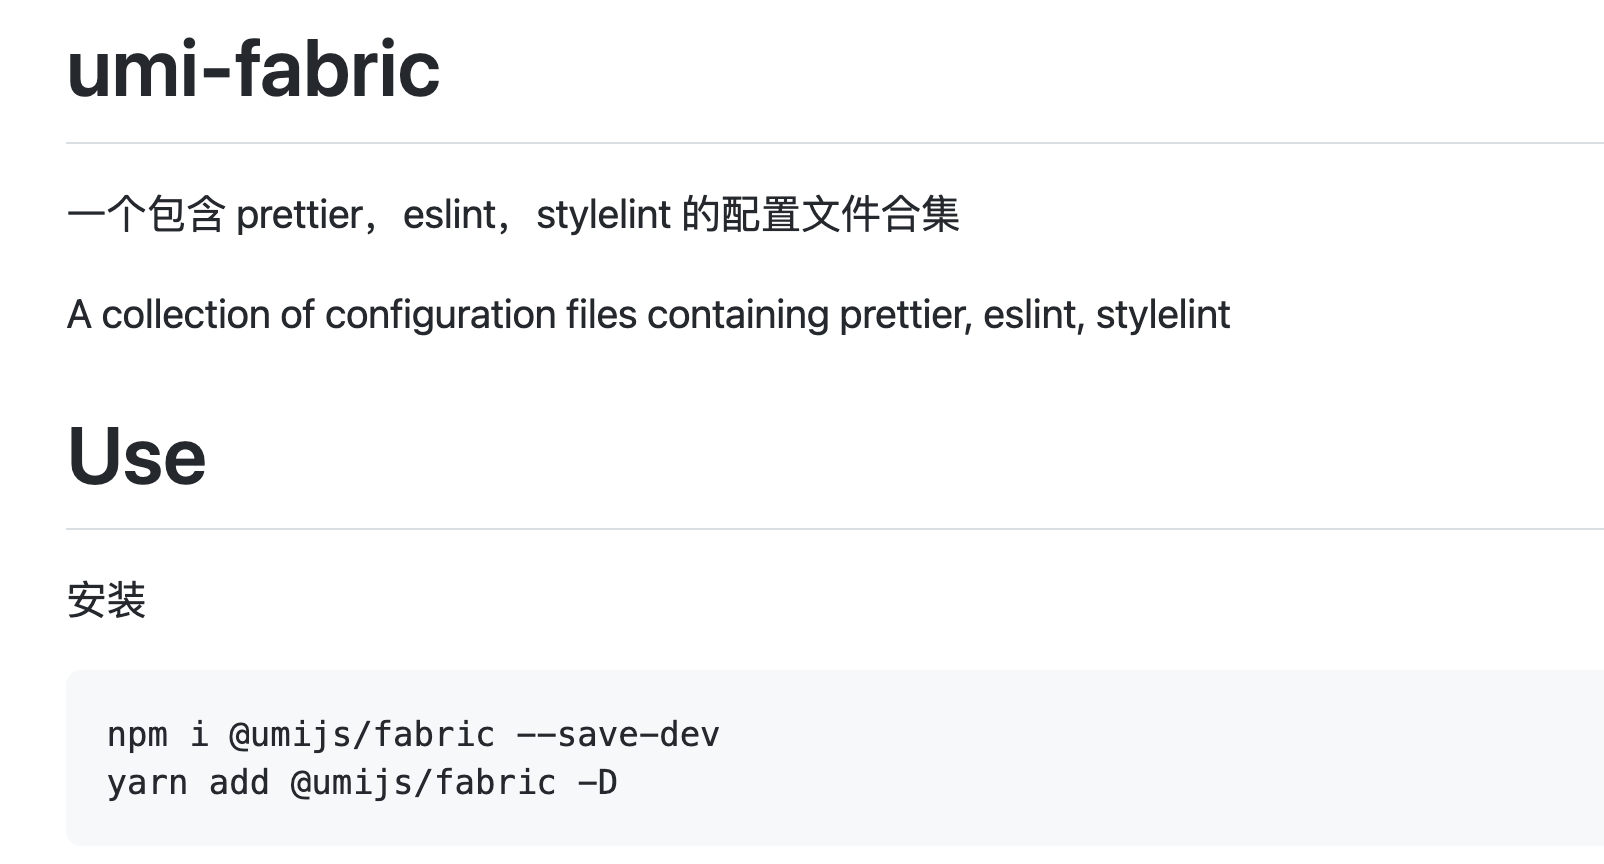 umi-fabric
一个包含 prettier，eslint，stylelint 的配置文件合集
A collection of configuration files containing prettier, eslint, stylelint
Use
安装
npm i @umijs/fabric --save-dev
yarn add @umijs/fabric -D